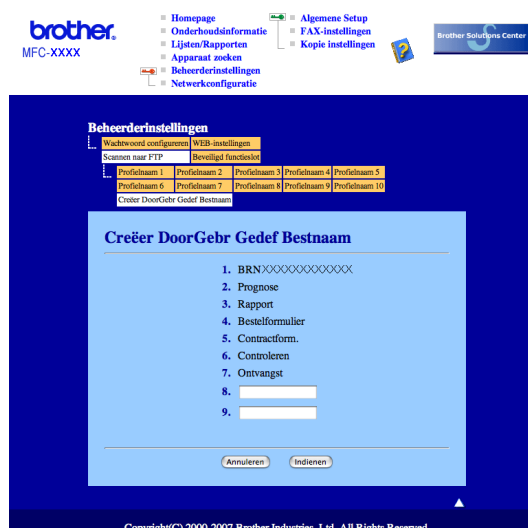 brother.
MFC-XXXX
Homepage
Onderhoudsinformatie
Lijsten/Rapporten
Apparaat zoeken
Beheerderinstellingen
Netwerkconfiguratie
Algemene Setup
FAX-instellingen
Kopie instellingen
Brother Solutions Center
Beheerderinstellingen
Wachtwoord configureren WEB-instellingen
Scannen naar FTP Beveiligd functieslot
Profielnaam 1 Profielnaam 2 Profielnaam 3 Profielnaam 4 Profielnaam 5
Profielnaam 6 Profielnaam 7 Profielnaam 8 Profielnaam 9 Profielnaam 10
Creëer DoorGebr Gedef Bestnaam
Creëer DoorGebr Gedef Bestnaam
1. BRNXXXXXXXXXXXX
2. Prognose
3. Rapport
4. Bestelformulier
5. Contractform.
6. Controleren
7. Ontvangst
8.
9.
Annuleren Indienen
Copyright(C) 2000-2007 Brother Industries, Ltd. All Rights Reserved.